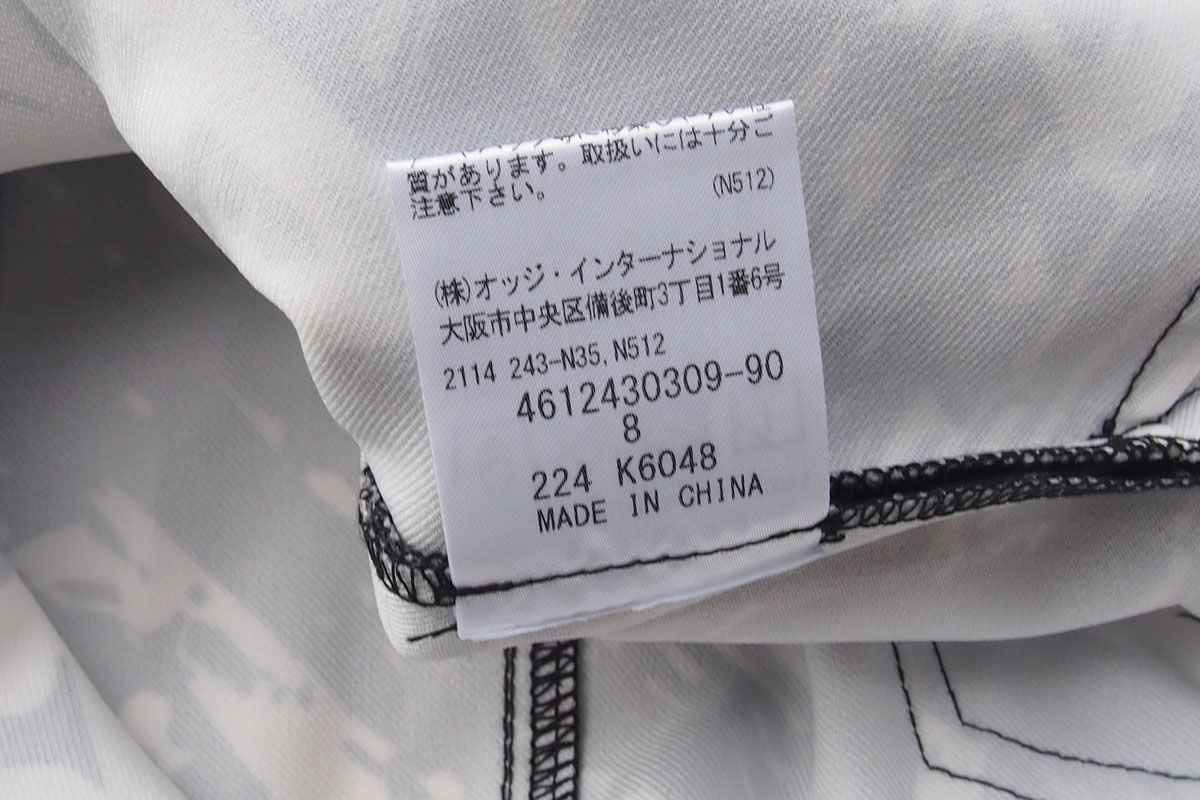 質があります。取扱いには十分ご
注意下さい。
(N512)
(株)オッジ・インターナショナル
大阪市中央区備後町3丁目1番6号
2114 243-N35,N512
4612430309-90
8
224 K6048
MADE IN CHINA